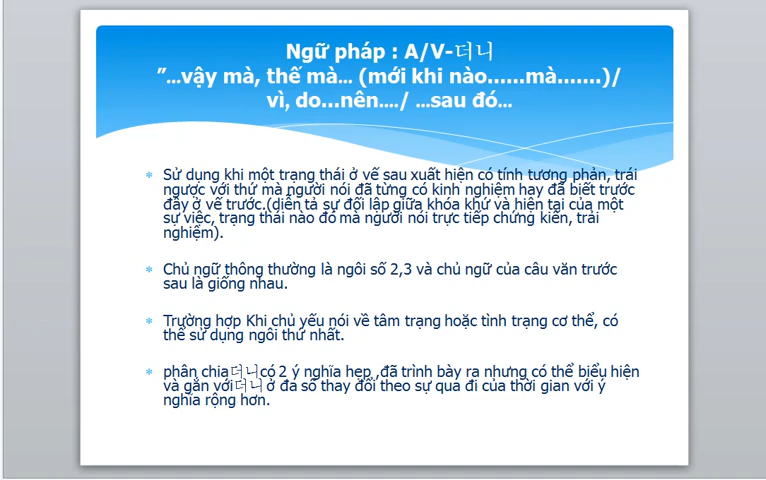 Ngữ pháp : A/V-더니
”...vậy mà, thế mà... (mới khi nào......mà.......)/
vì, do...nên..../ ...sau đó...
* Sử dụng khi một trạng thái ở vế sau xuất hiện có tính tương phản, trái
ngược với thứ mà người nói đã từng có kinh nghiệm hay đã biết trước
đây ở vế trước.(diễn tả sự đối lập giữa khóa khứ và hiện tại của một
sự việc, trạng thái nào đó mà người nói trực tiếp chứng kiến, trải
nghiệm).
* Chủ ngữ thông thường là ngôi số 2,3 và chủ ngữ của câu văn trước
sau là giống nhau.
* Trường hợp Khi chủ yếu nói về tâm trạng hoặc tình trạng cơ thể, có
thể sử dụng ngôi thứ nhất.
* phân chia더니có 2 ý nghĩa hẹp ,đã trình bày ra nhưng có thể biểu hiện
và gắn với더니ở đa số thay đổi theo sự qua đi của thời gian với ý
nghĩa rộng hơn.